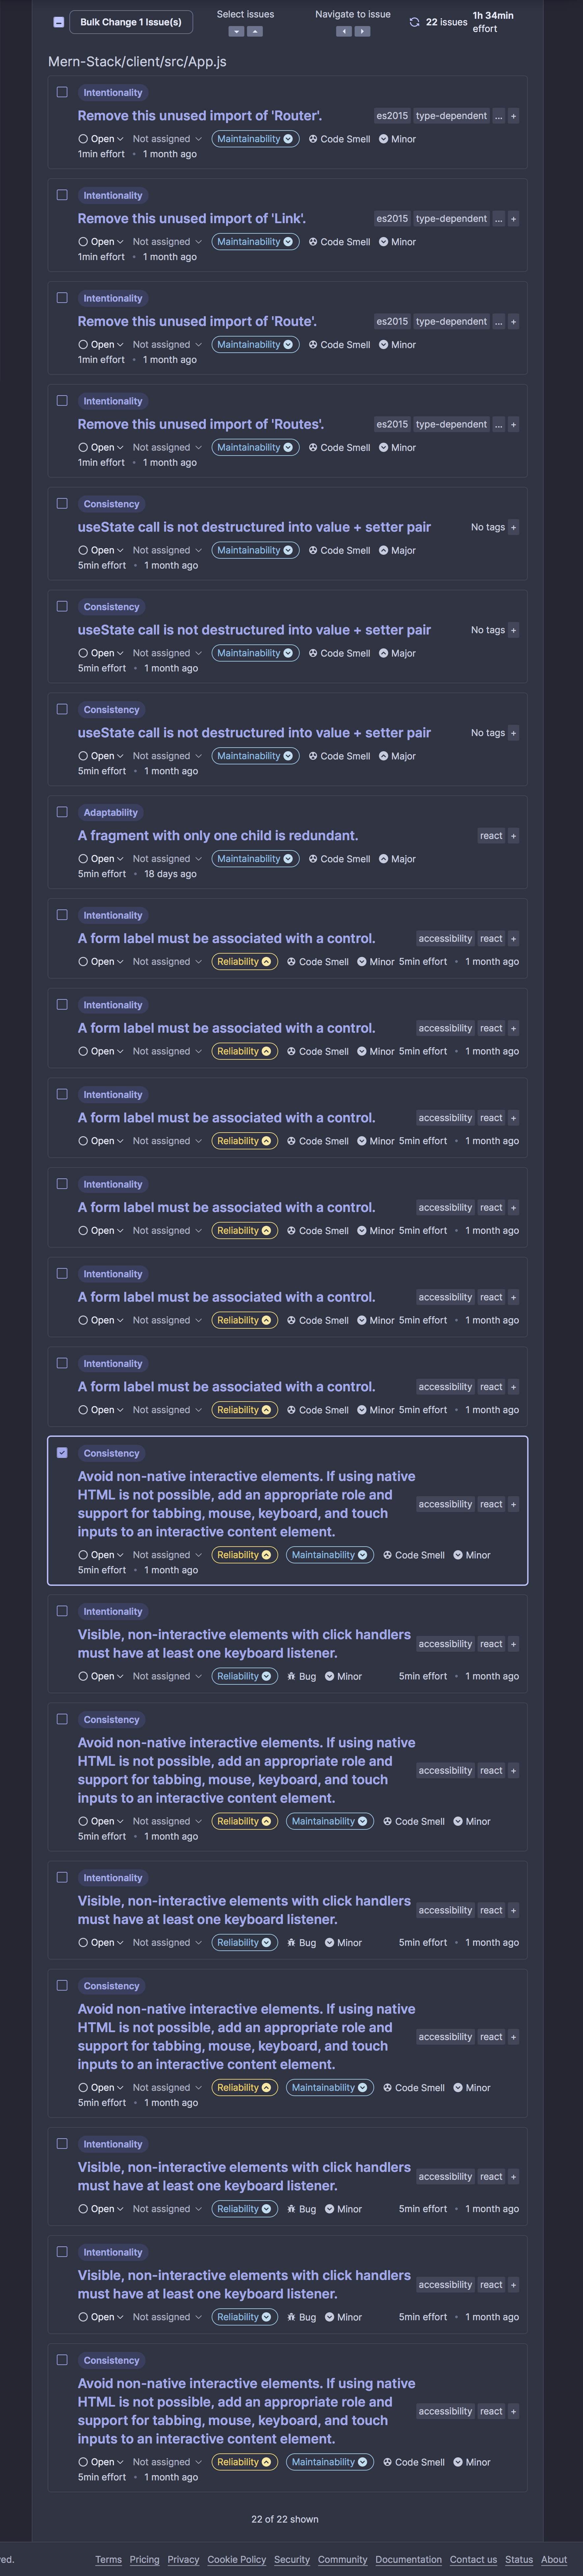 Bulk Change 1 Issue(s)
Select issues
Navigate to issue
22 issues
1h 34min
effort
Mern-Stack/client/src/App.js
Intentionality
Remove this unused import of 'Router'.
es2015 type-dependent ... +
Open Not assigned Maintainability Code Smell Minor
1min effort • 1 month ago
Intentionality
Remove this unused import of 'Link'.
es2015 type-dependent ... +
Open Not assigned Maintainability Code Smell Minor
1min effort • 1 month ago
Intentionality
Remove this unused import of 'Route'.
es2015 type-dependent ... +
Open Not assigned Maintainability Code Smell Minor
1min effort • 1 month ago
Intentionality
Remove this unused import of 'Routes'.
es2015 type-dependent ... +
Open Not assigned Maintainability Code Smell Minor
1min effort • 1 month ago
Consistency
useState call is not destructured into value + setter pair
No tags +
Open Not assigned Maintainability Code Smell Major
5min effort • 1 month ago
Consistency
useState call is not destructured into value + setter pair
No tags +
Open Not assigned Maintainability Code Smell Major
5min effort • 1 month ago
Consistency
useState call is not destructured into value + setter pair
No tags +
Open Not assigned Maintainability Code Smell Major
5min effort • 1 month ago
Adaptability
A fragment with only one child is redundant.
react +
Open Not assigned Maintainability Code Smell Major
5min effort • 18 days ago
Intentionality
A form label must be associated with a control.
accessibility react +
Open Not assigned Reliability Code Smell Minor 5min effort • 1 month ago
Intentionality
A form label must be associated with a control.
accessibility react +
Open Not assigned Reliability Code Smell Minor 5min effort • 1 month ago
Intentionality
A form label must be associated with a control.
accessibility react +
Open Not assigned Reliability Code Smell Minor 5min effort • 1 month ago
Intentionality
A form label must be associated with a control.
accessibility react +
Open Not assigned Reliability Code Smell Minor 5min effort • 1 month ago
Intentionality
A form label must be associated with a control.
accessibility react +
Open Not assigned Reliability Code Smell Minor 5min effort • 1 month ago
Intentionality
A form label must be associated with a control.
accessibility react +
Open Not assigned Reliability Code Smell Minor 5min effort • 1 month ago
Consistency
Avoid non-native interactive elements. If using native
HTML is not possible, add an appropriate role and
support for tabbing, mouse, keyboard, and touch
inputs to an interactive content element.
accessibility react +
Open Not assigned Reliability Maintainability Code Smell Minor
5min effort • 1 month ago
Intentionality
Visible, non-interactive elements with click handlers
must have at least one keyboard listener.
accessibility react +
Open Not assigned Reliability Bug Minor 5min effort • 1 month ago
Consistency
Avoid non-native interactive elements. If using native
HTML is not possible, add an appropriate role and
support for tabbing, mouse, keyboard, and touch
inputs to an interactive content element.
accessibility react +
Open Not assigned Reliability Maintainability Code Smell Minor
5min effort • 1 month ago
Intentionality
Visible, non-interactive elements with click handlers
must have at least one keyboard listener.
accessibility react +
Open Not assigned Reliability Bug Minor 5min effort • 1 month ago
Consistency
Avoid non-native interactive elements. If using native
HTML is not possible, add an appropriate role and
support for tabbing, mouse, keyboard, and touch
inputs to an interactive content element.
accessibility react +
Open Not assigned Reliability Maintainability Code Smell Minor
5min effort • 1 month ago
Intentionality
Visible, non-interactive elements with click handlers
must have at least one keyboard listener.
accessibility react +
Open Not assigned Reliability Bug Minor 5min effort • 1 month ago
Intentionality
Visible, non-interactive elements with click handlers
must have at least one keyboard listener.
accessibility react +
Open Not assigned Reliability Bug Minor 5min effort • 1 month ago
Consistency
Avoid non-native interactive elements. If using native
HTML is not possible, add an appropriate role and
support for tabbing, mouse, keyboard, and touch
inputs to an interactive content element.
accessibility react +
Open Not assigned Reliability Maintainability Code Smell Minor
5min effort • 1 month ago
22 of 22 shown
ed. Terms Pricing Privacy Cookie Policy Security Community Documentation Contact us Status About